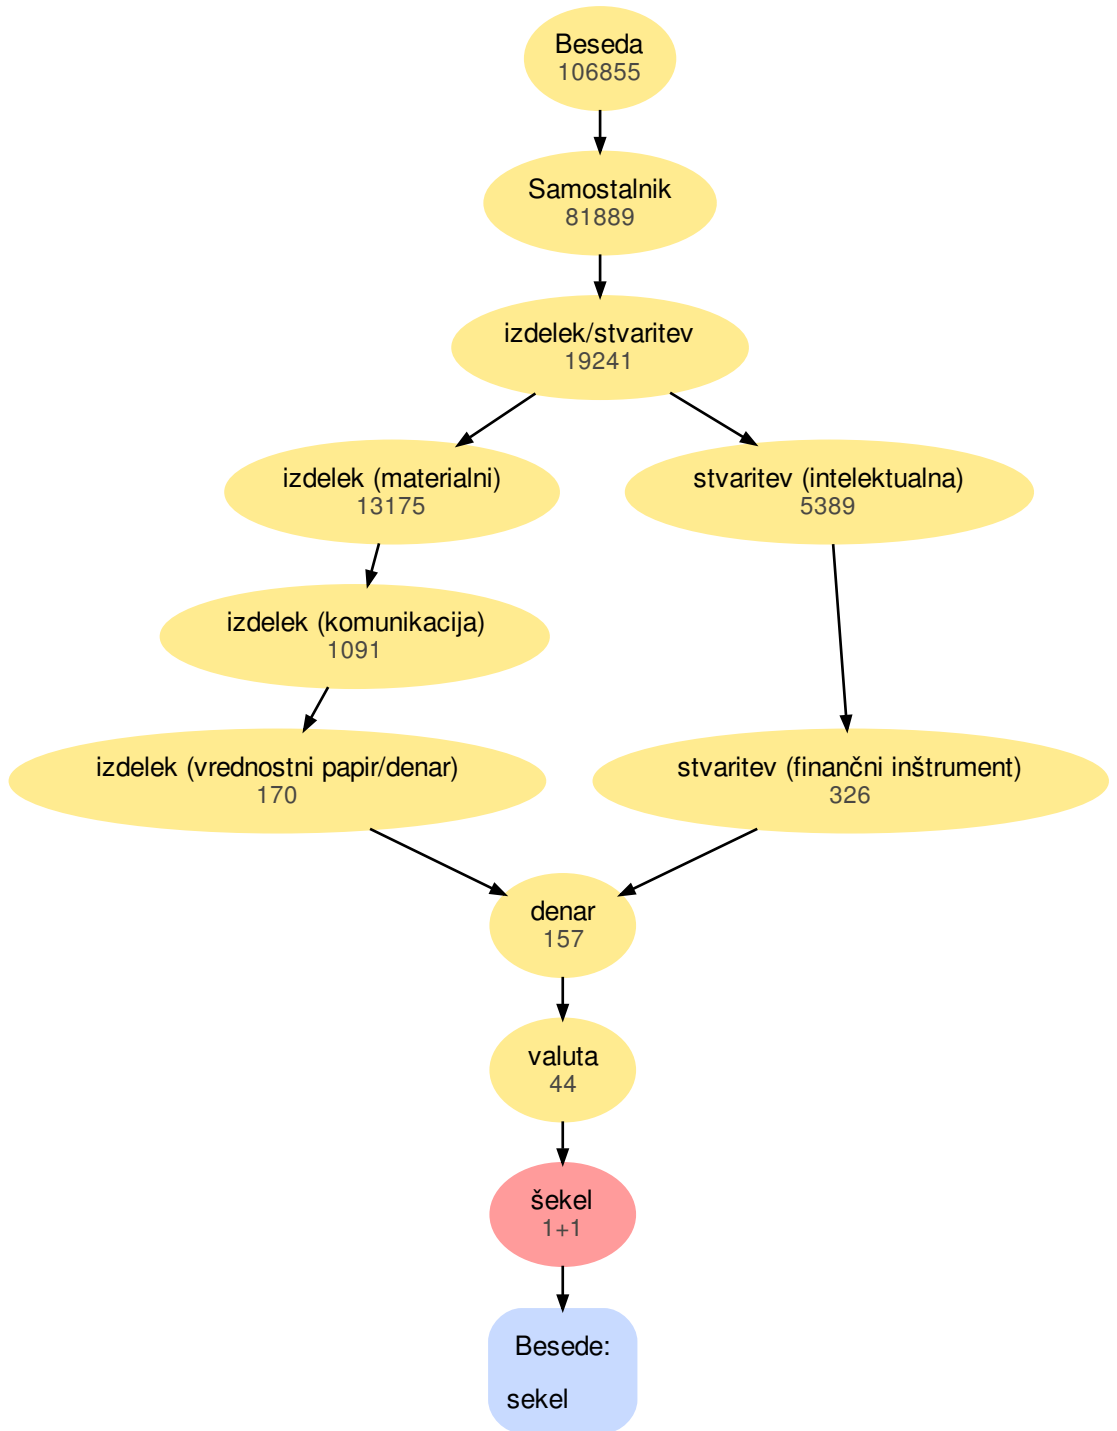 Beseda
106855
Samostalnik
81889
izdelek/stvaritev
19241
izdelek (materialni)
13175
stvaritev (intelektualna)
5389
izdelek (komunikacija)
1091
izdelek (vrednostni papir/denar)
170
stvaritev (finančni inštrument)
326
denar
157
valuta
44
šekel
1+1
Besede:
sekel